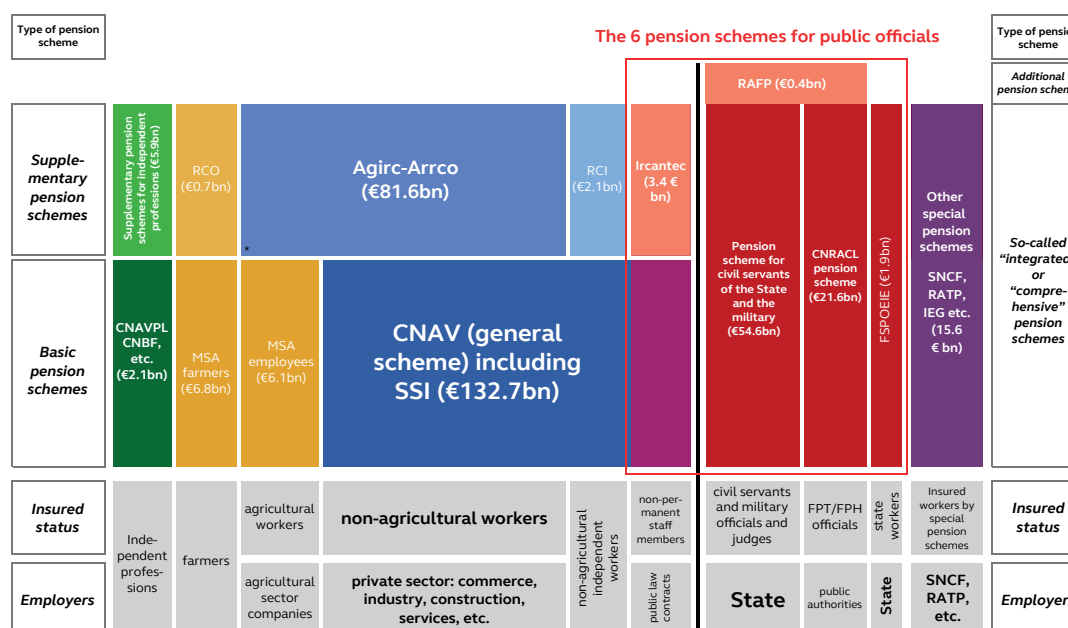 Type of pension
scheme
The 6 pension schemes for public officials
Type of pension
scheme
Additional
pension scheme
RAFP (€0.4bn)
Supple-
mentary
pension
schemes
Supplementary pension
schemes for independent
professions (€5.9bn)
RCO
(€0.7bn)
Agirc-Arrco
(€81.6bn)
*
RCI
(€2.1bn)
Ircantec
(3.4 €
bn)
Pension
scheme for
civil servants
of the State
and the
military
(€54.6bn)
CNRACL
pension
scheme
(€21.6bn)
FSPOEIE (€1.9bn)
Other
special
pension
schemes
SNCF,
RATP,
IEG etc.
(15.6
€ bn)
So-called
“integrated”
or
“compre-
hensive”
pension
schemes
Basic
pension
schemes
CNAVPL
CNBF,
etc.
(€2.1bn)
MSA
farmers
(€6.8bn)
MSA
employees
(€6.1bn)
CNAV (general
scheme) including
SSI (€132.7bn)
Insured
status
Inde-
pendent
profes-
sions
farmers
agricultural
workers
non-agricultural workers
non-agricultural
independent
workers
non-per-
manent staff
members
civil servants
and military
officials and
judges
FPT/FPH
officials
state
workers
Insured
workers by
special
pension
schemes
Insured
status
Employers
agricultural
sector
companies
private sector: commerce,
industry, construction,
services, etc.
public law
contracts
State
public
authorities
State
SNCF,
RATP,
etc.
Employer